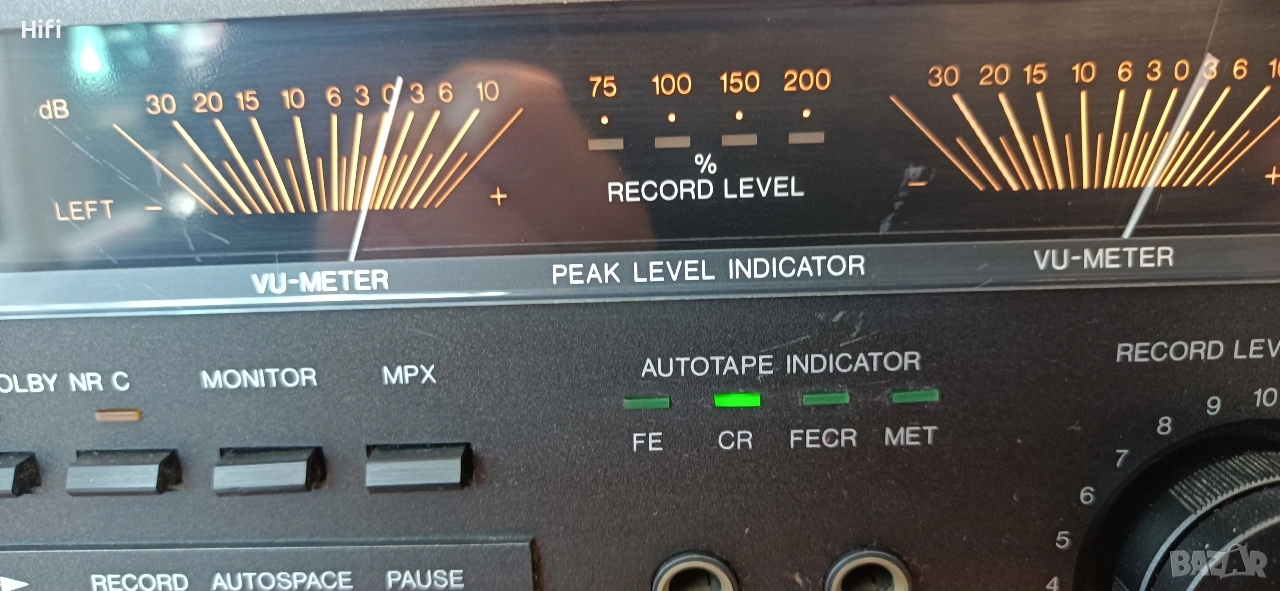 Hifi
dB 30 20 15 10 6 3 0 3 6 10
75 100 150 200
30 20 15 10 6 3 0 3 6
LEFT - +
% 
RECORD LEVEL
- +
VU-METER
PEAK LEVEL INDICATOR
VU-METER
OLBY NR C
MONITOR
MPX
AUTOTAPE INDICATOR
FE CR FECR MET
RECORD LEV
4 5 6 7 8 9 10
RECORD AUTOSPACE PAUSE
BAZAR